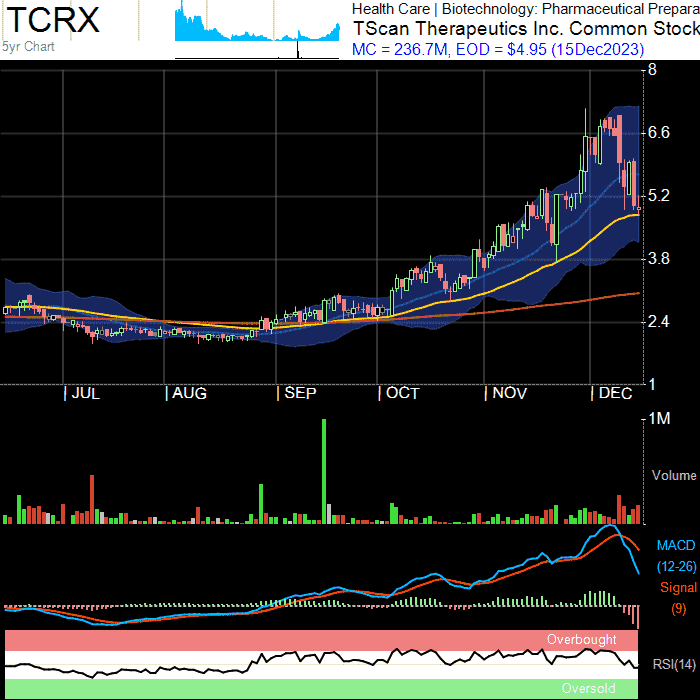 TCRX
5yr Chart
Health Care | Biotechnology: Pharmaceutical Prepara
TScan Therapeutics Inc. Common Stock
MC = 236.7M, EOD = $4.95 (15Dec2023)
8
6.6
5.2
3.8
2.4
1
| JUL | AUG | SEP | OCT | NOV | DEC
1M
Volume
MACD
(12-26)
Signal
(9)
Overbought
RSI(14)
Oversold